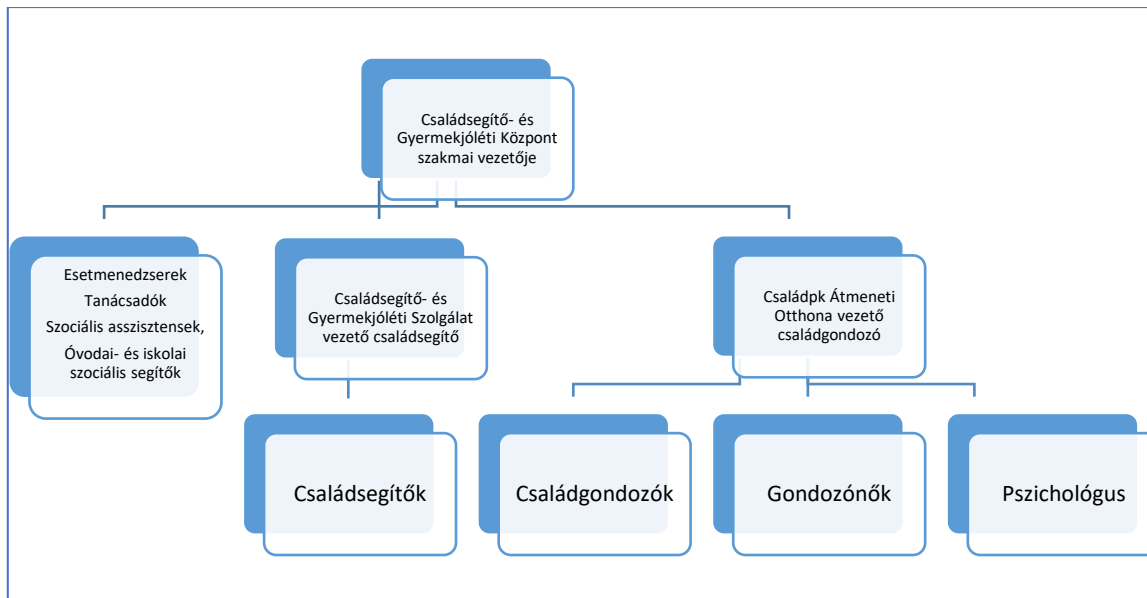 Családsegítő- és
Gyermekjóléti Központ
szakmai vezetője
Esetmenedzserek
Tanácsadók
Szociális asszisztensek,
Óvodai- és iskolai
szociális segítők
Családsegítő- és
Gyermekjóléti Szolgálat
vezető családsegítő
Családpk Átmeneti
Otthona vezető
családgondozó
Családsegítők
Családgondozók
Gondozónők
Pszichológus